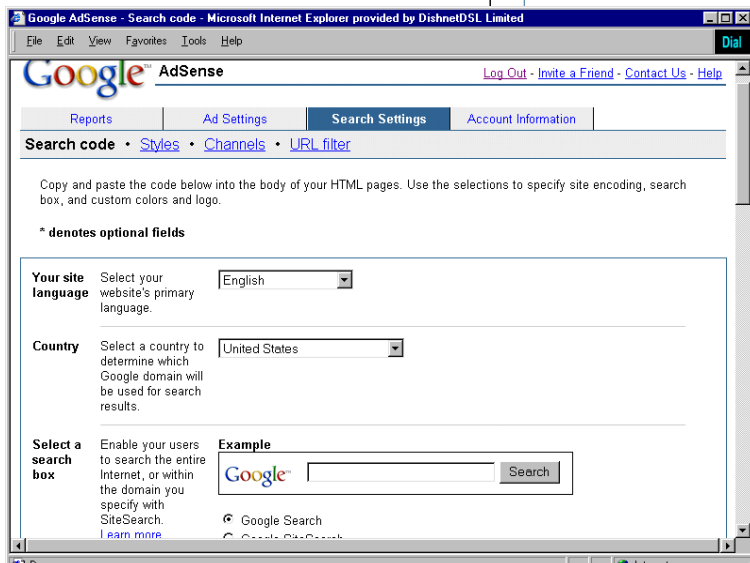 Google AdSense - Search code - Microsoft Internet Explorer provided by DishnetDSL Limited
File Edit View Favorites Tools Help
Dial
Google™ AdSense
Log Out - Invite a Friend - Contact Us - Help
Reports Ad Settings Search Settings Account Information
Search code • Styles • Channels • URL filter
Copy and paste the code below into the body of your HTML pages. Use the selections to specify site encoding, search
box, and custom colors and logo.
* denotes optional fields
Your site Select your English
language website's primary
language.
Country Select a country to United States
determine which
Google domain will
be used for search
results.
Select a Enable your users Example
search to search the entire
box Internet, or within Google™ Search
the domain you
specify with
SiteSearch. Google Search
Learn more Google SiteSearch